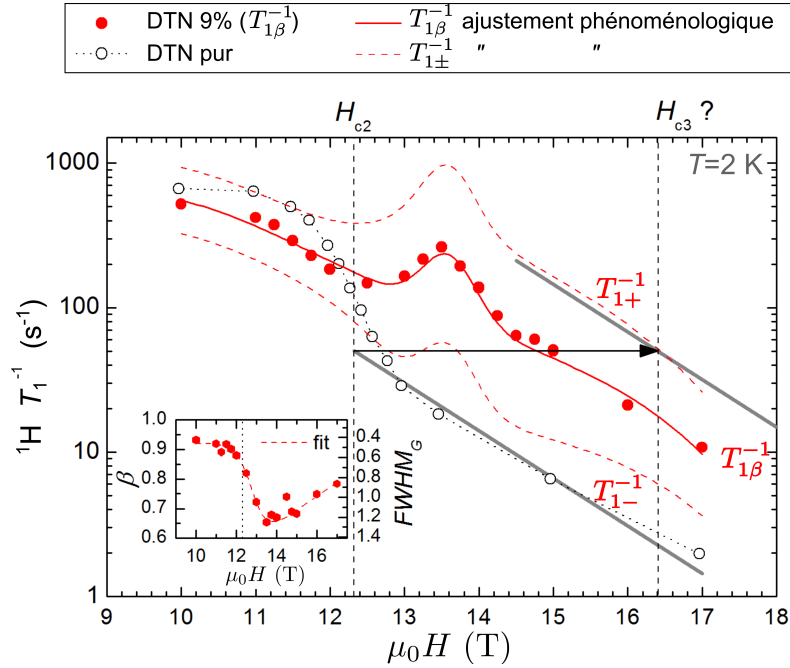 DTN 9% (T₁β⁻¹) T₁β⁻¹ ajustement phénoménologique
DTN pur T₁±⁻¹ " "
Hc2 Hc3 ?
T=2 K
1000
100
10
1
¹H T₁⁻¹ (s⁻¹)
T₁₊⁻¹
T₁β⁻¹
T₁₋⁻¹
1.0
0.9
0.8
0.7
0.6
β
fit
0.4
0.6
0.8
1.0
1.2
1.4
FWHM_G
10 12 14 16
μ₀H (T)
9 10 11 12 13 14 15 16 17 18
μ₀H (T)